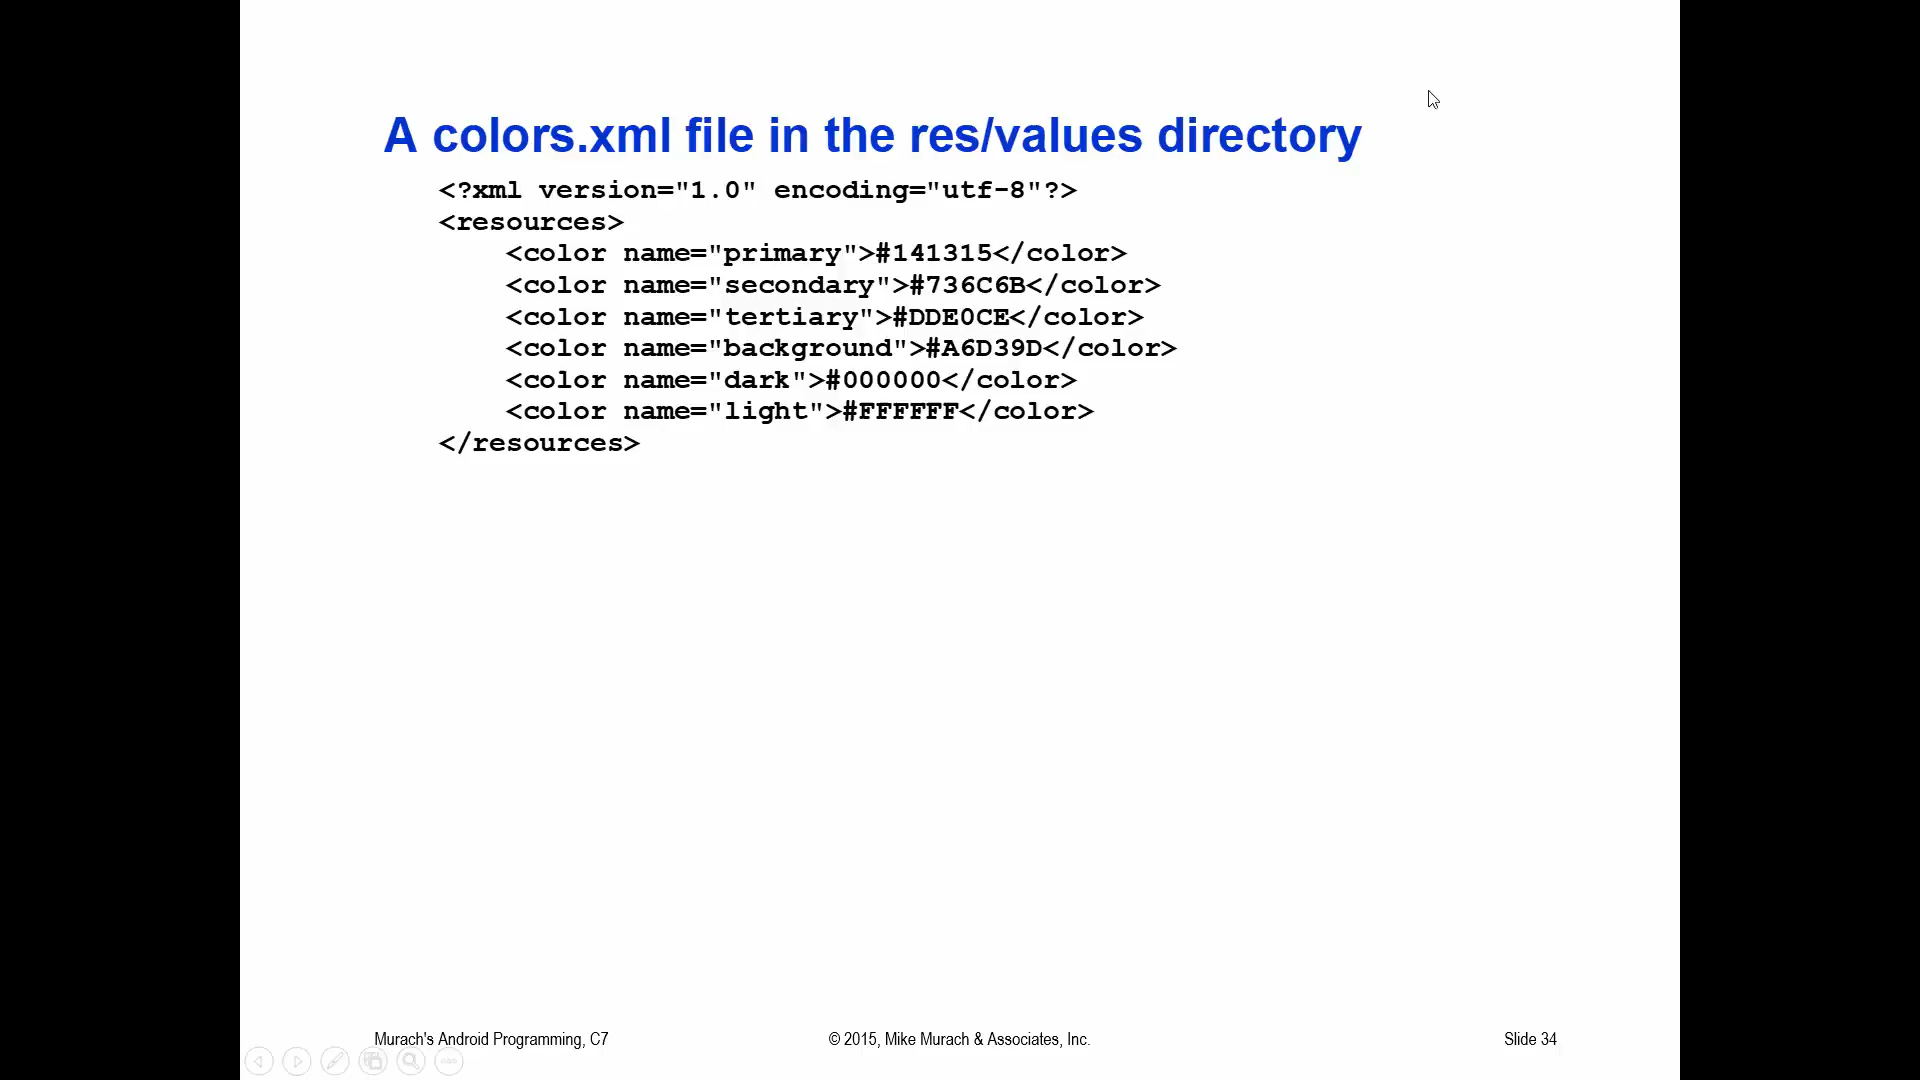 A colors.xml file in the res/values directory
<?xml version="1.0" encoding="utf-8"?>
<resources>
    <color name="primary">#141315</color>
    <color name="secondary">#736C6B</color>
    <color name="tertiary">#DDE0CE</color>
    <color name="background">#A6D39D</color>
    <color name="dark">#000000</color>
    <color name="light">#FFFFFF</color>
</resources>
Murach's Android Programming, C7
© 2015, Mike Murach & Associates, Inc.
Slide 34